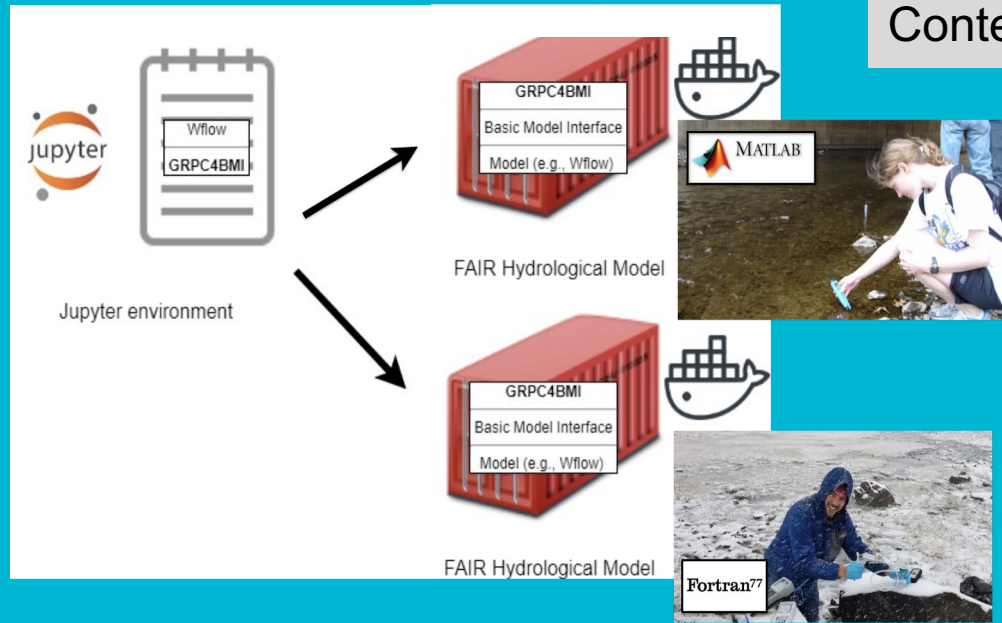 Conte
jupyter
Wflow
GRPC4BMI
Jupyter environment
GRPC4BMI
Basic Model Interface
Model (e.g., Wflow)
FAIR Hydrological Model
MATLAB
GRPC4BMI
Basic Model Interface
Model (e.g., Wflow)
FAIR Hydrological Model
Fortran77